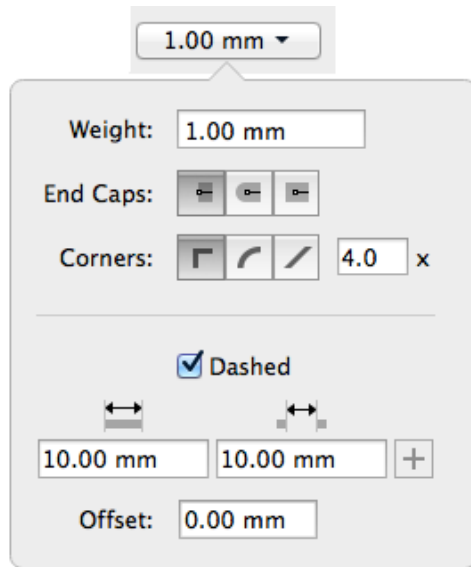 1.00 mm
Weight: 1.00 mm
End Caps:
Corners: 4.0 x
Dashed
10.00 mm 10.00 mm
Offset: 0.00 mm